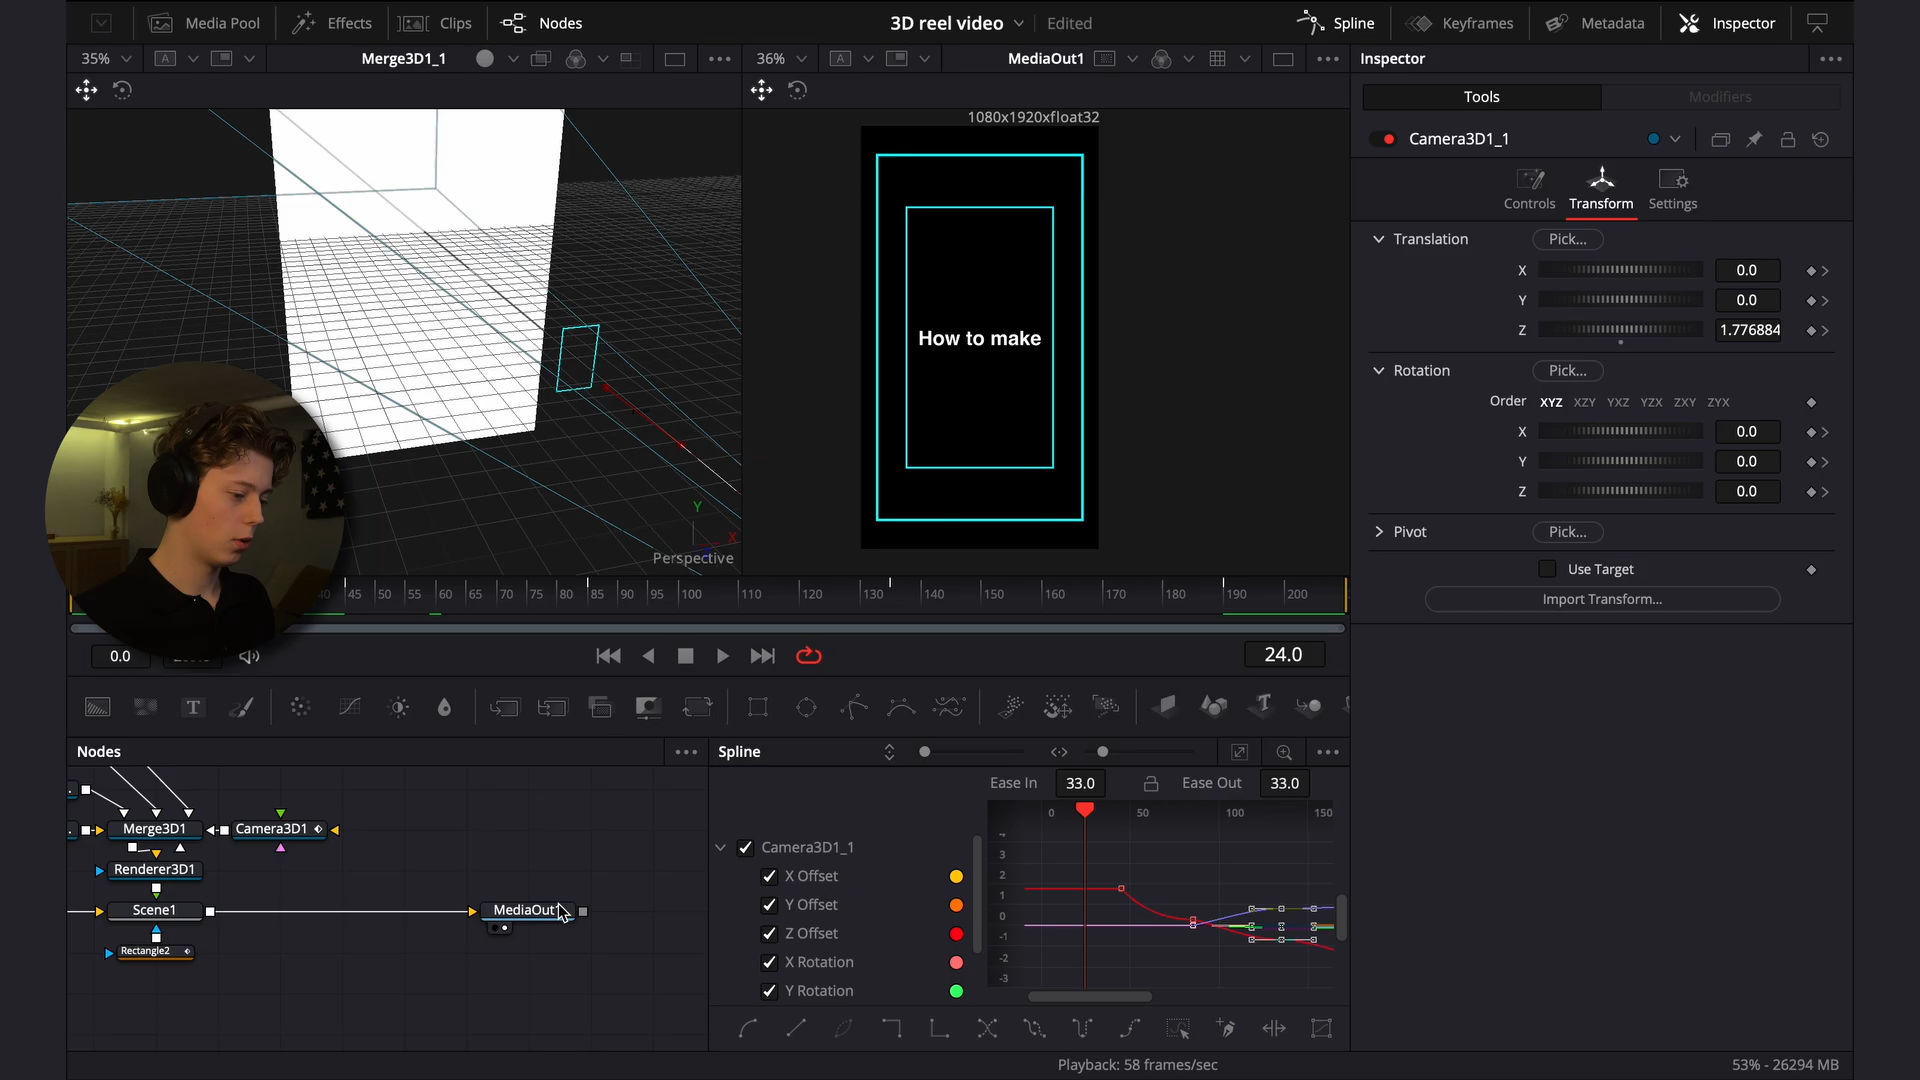 Media Pool Effects Clips Nodes 3D reel video Edited Spline Keyframes Metadata Inspector
35% A Merge3D1_1 36% A MediaOut1 Inspector
Tools Modifiers
1080x1920xfloat32
Camera3D1_1
Controls Transform Settings
Translation Pick...
X 0.0
Y 0.0
Z 1.776884
How to make
Rotation Pick...
Order XYZ XZY YXZ YZX ZXY ZYX
X 0.0
Y 0.0
Z 0.0
Y
X
Perspective
Pivot Pick...
Use Target
Import Transform...
40 45 50 55 60 65 70 75 80 85 90 95 100 110 120 130 140 150 160 170 180 190 200
0.0 24.0
T T
Nodes Spline
Ease In 33.0 Ease Out 33.0
0 50 100 150
Merge3D1 Camera3D1
Renderer3D1
Scene1 MediaOut
Rectangle2
Camera3D1_1
X Offset
Y Offset
Z Offset
X Rotation
Y Rotation
3
2
1
0
-1
-2
-3
Playback: 58 frames/sec 53% - 26294 MB